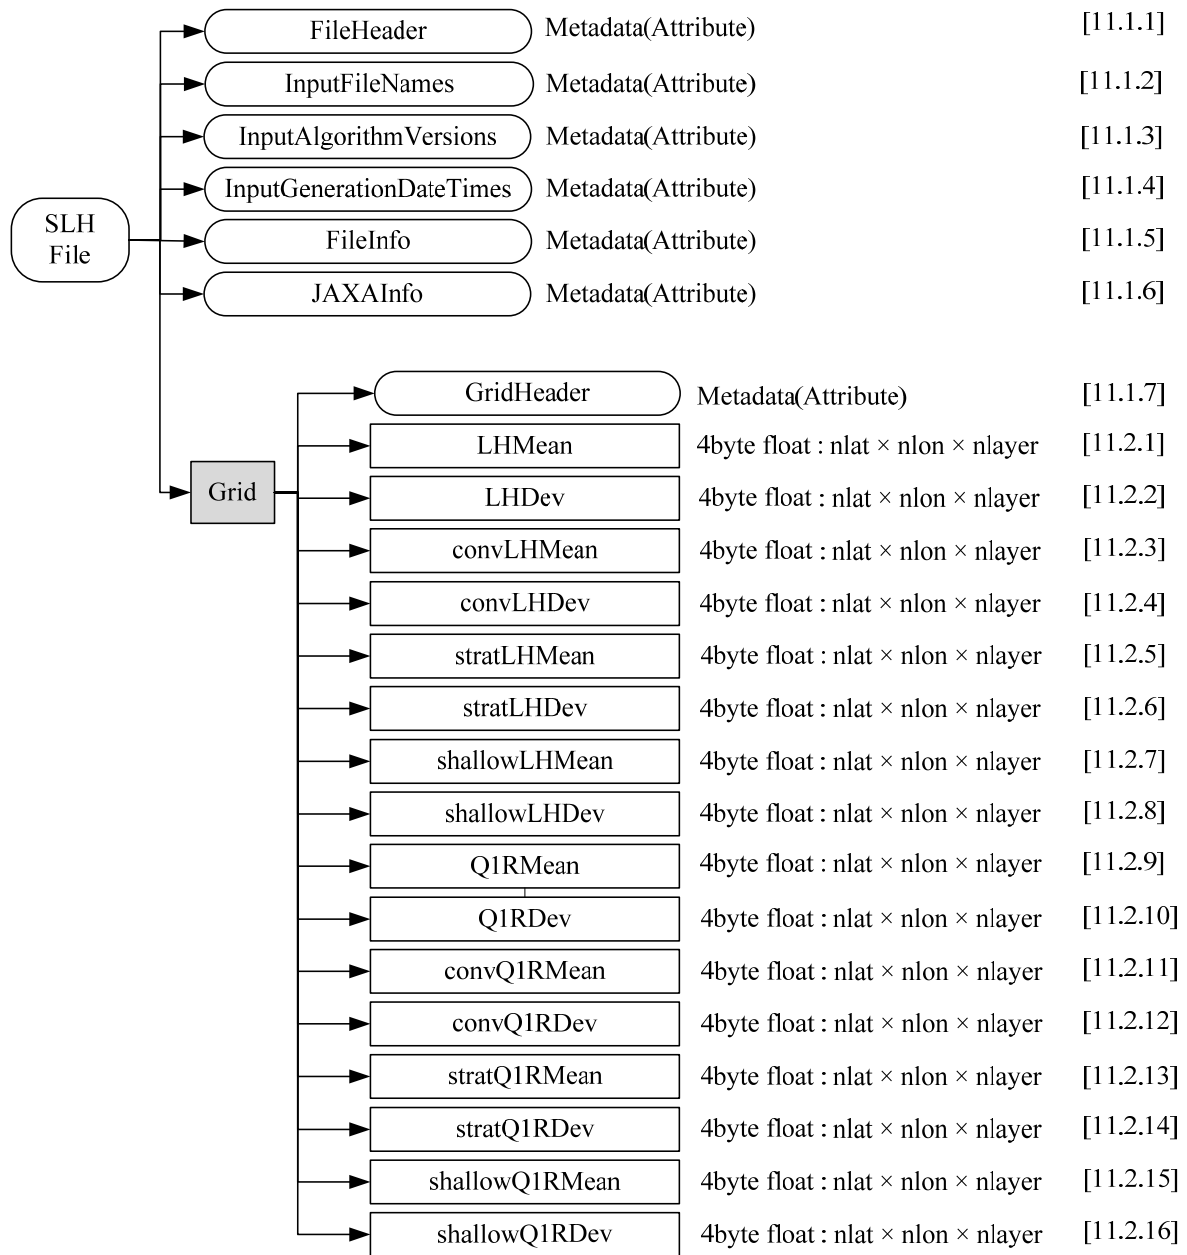 FileHeader Metadata(Attribute) [11.1.1]
InputFileNames Metadata(Attribute) [11.1.2]
InputAlgorithmVersions Metadata(Attribute) [11.1.3]
InputGenerationDateTimes Metadata(Attribute) [11.1.4]
SLH
File
FileInfo Metadata(Attribute) [11.1.5]
JAXAInfo Metadata(Attribute) [11.1.6]
GridHeader Metadata(Attribute) [11.1.7]
LHMean 4byte float : nlat × nlon × nlayer [11.2.1]
Grid
LHDev 4byte float : nlat × nlon × nlayer [11.2.2]
convLHMean 4byte float : nlat × nlon × nlayer [11.2.3]
convLHDev 4byte float : nlat × nlon × nlayer [11.2.4]
stratLHMean 4byte float : nlat × nlon × nlayer [11.2.5]
stratLHDev 4byte float : nlat × nlon × nlayer [11.2.6]
shallowLHMean 4byte float : nlat × nlon × nlayer [11.2.7]
shallowLHDev 4byte float : nlat × nlon × nlayer [11.2.8]
Q1RMean 4byte float : nlat × nlon × nlayer [11.2.9]
Q1RDev 4byte float : nlat × nlon × nlayer [11.2.10]
convQ1RMean 4byte float : nlat × nlon × nlayer [11.2.11]
convQ1RDev 4byte float : nlat × nlon × nlayer [11.2.12]
stratQ1RMean 4byte float : nlat × nlon × nlayer [11.2.13]
stratQ1RDev 4byte float : nlat × nlon × nlayer [11.2.14]
shallowQ1RMean 4byte float : nlat × nlon × nlayer [11.2.15]
shallowQ1RDev 4byte float : nlat × nlon × nlayer [11.2.16]